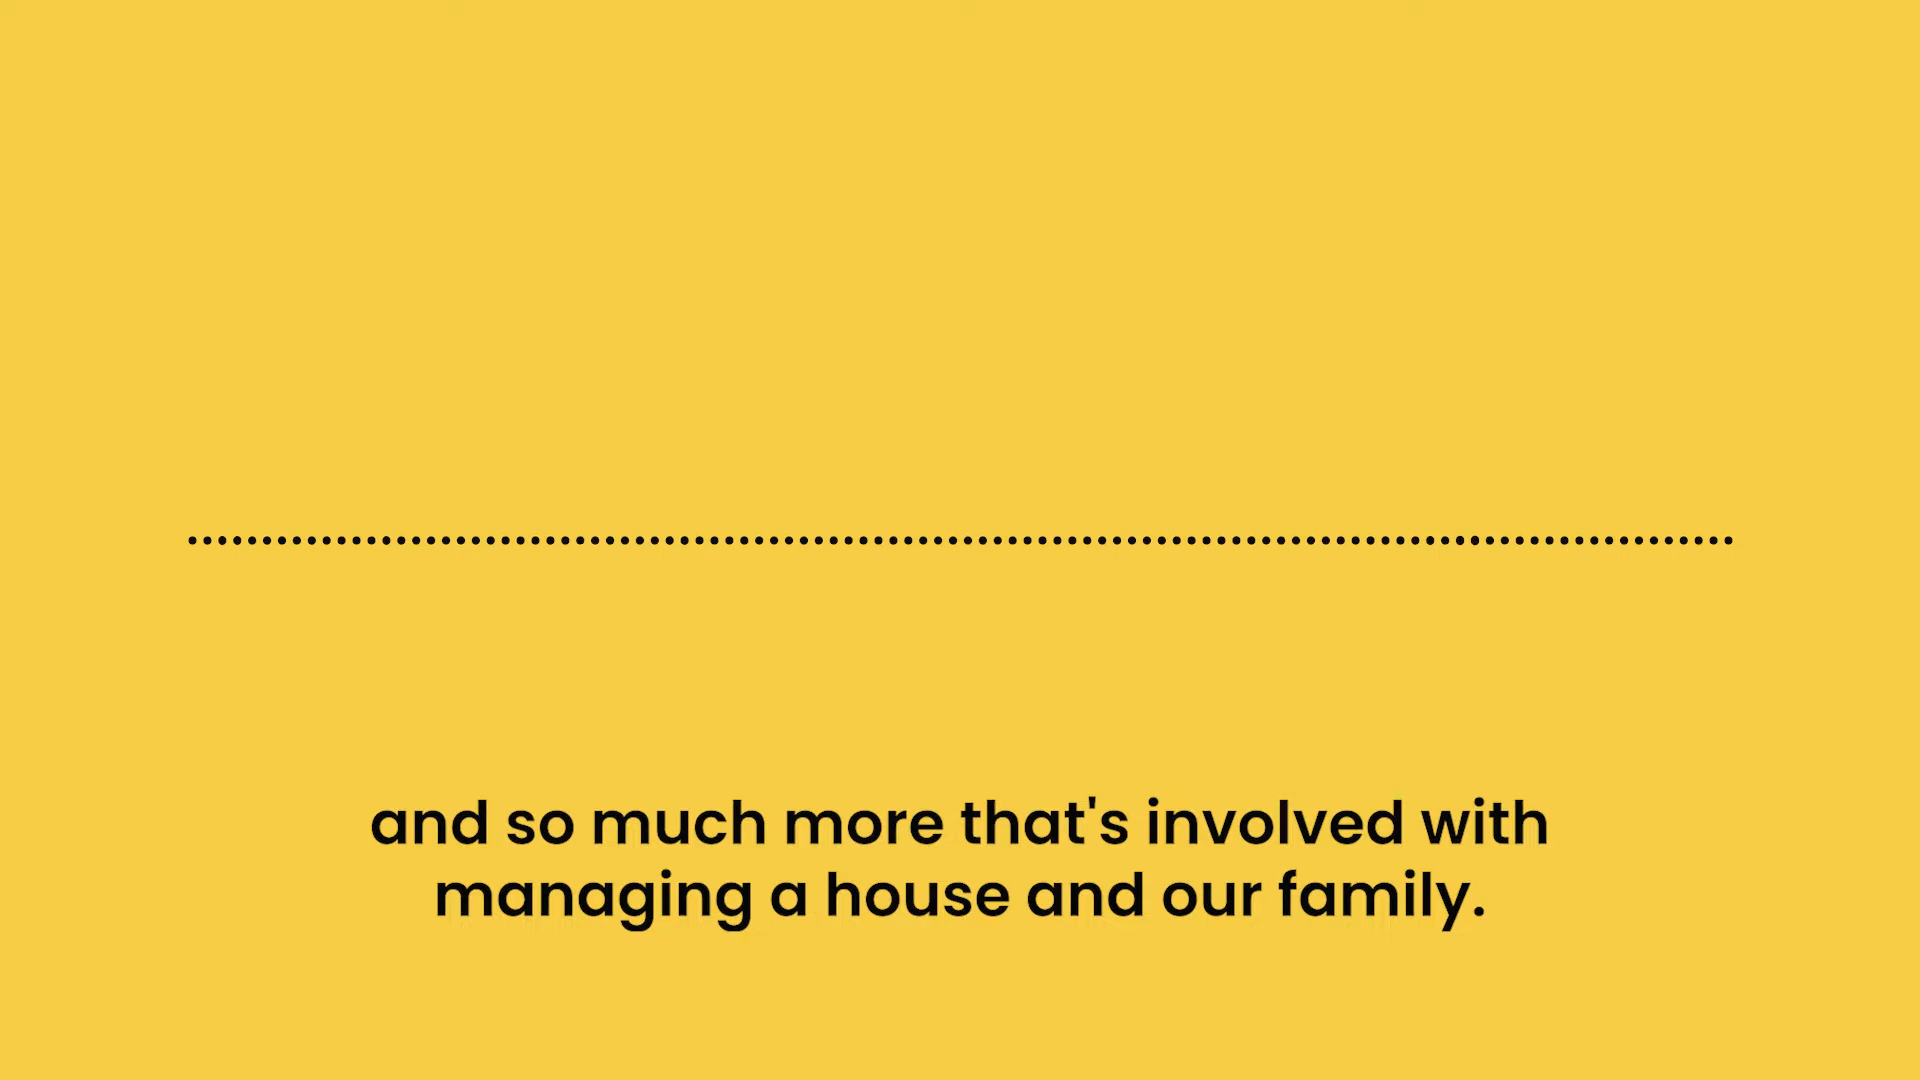 and so much more that's involved with
managing a house and our family.